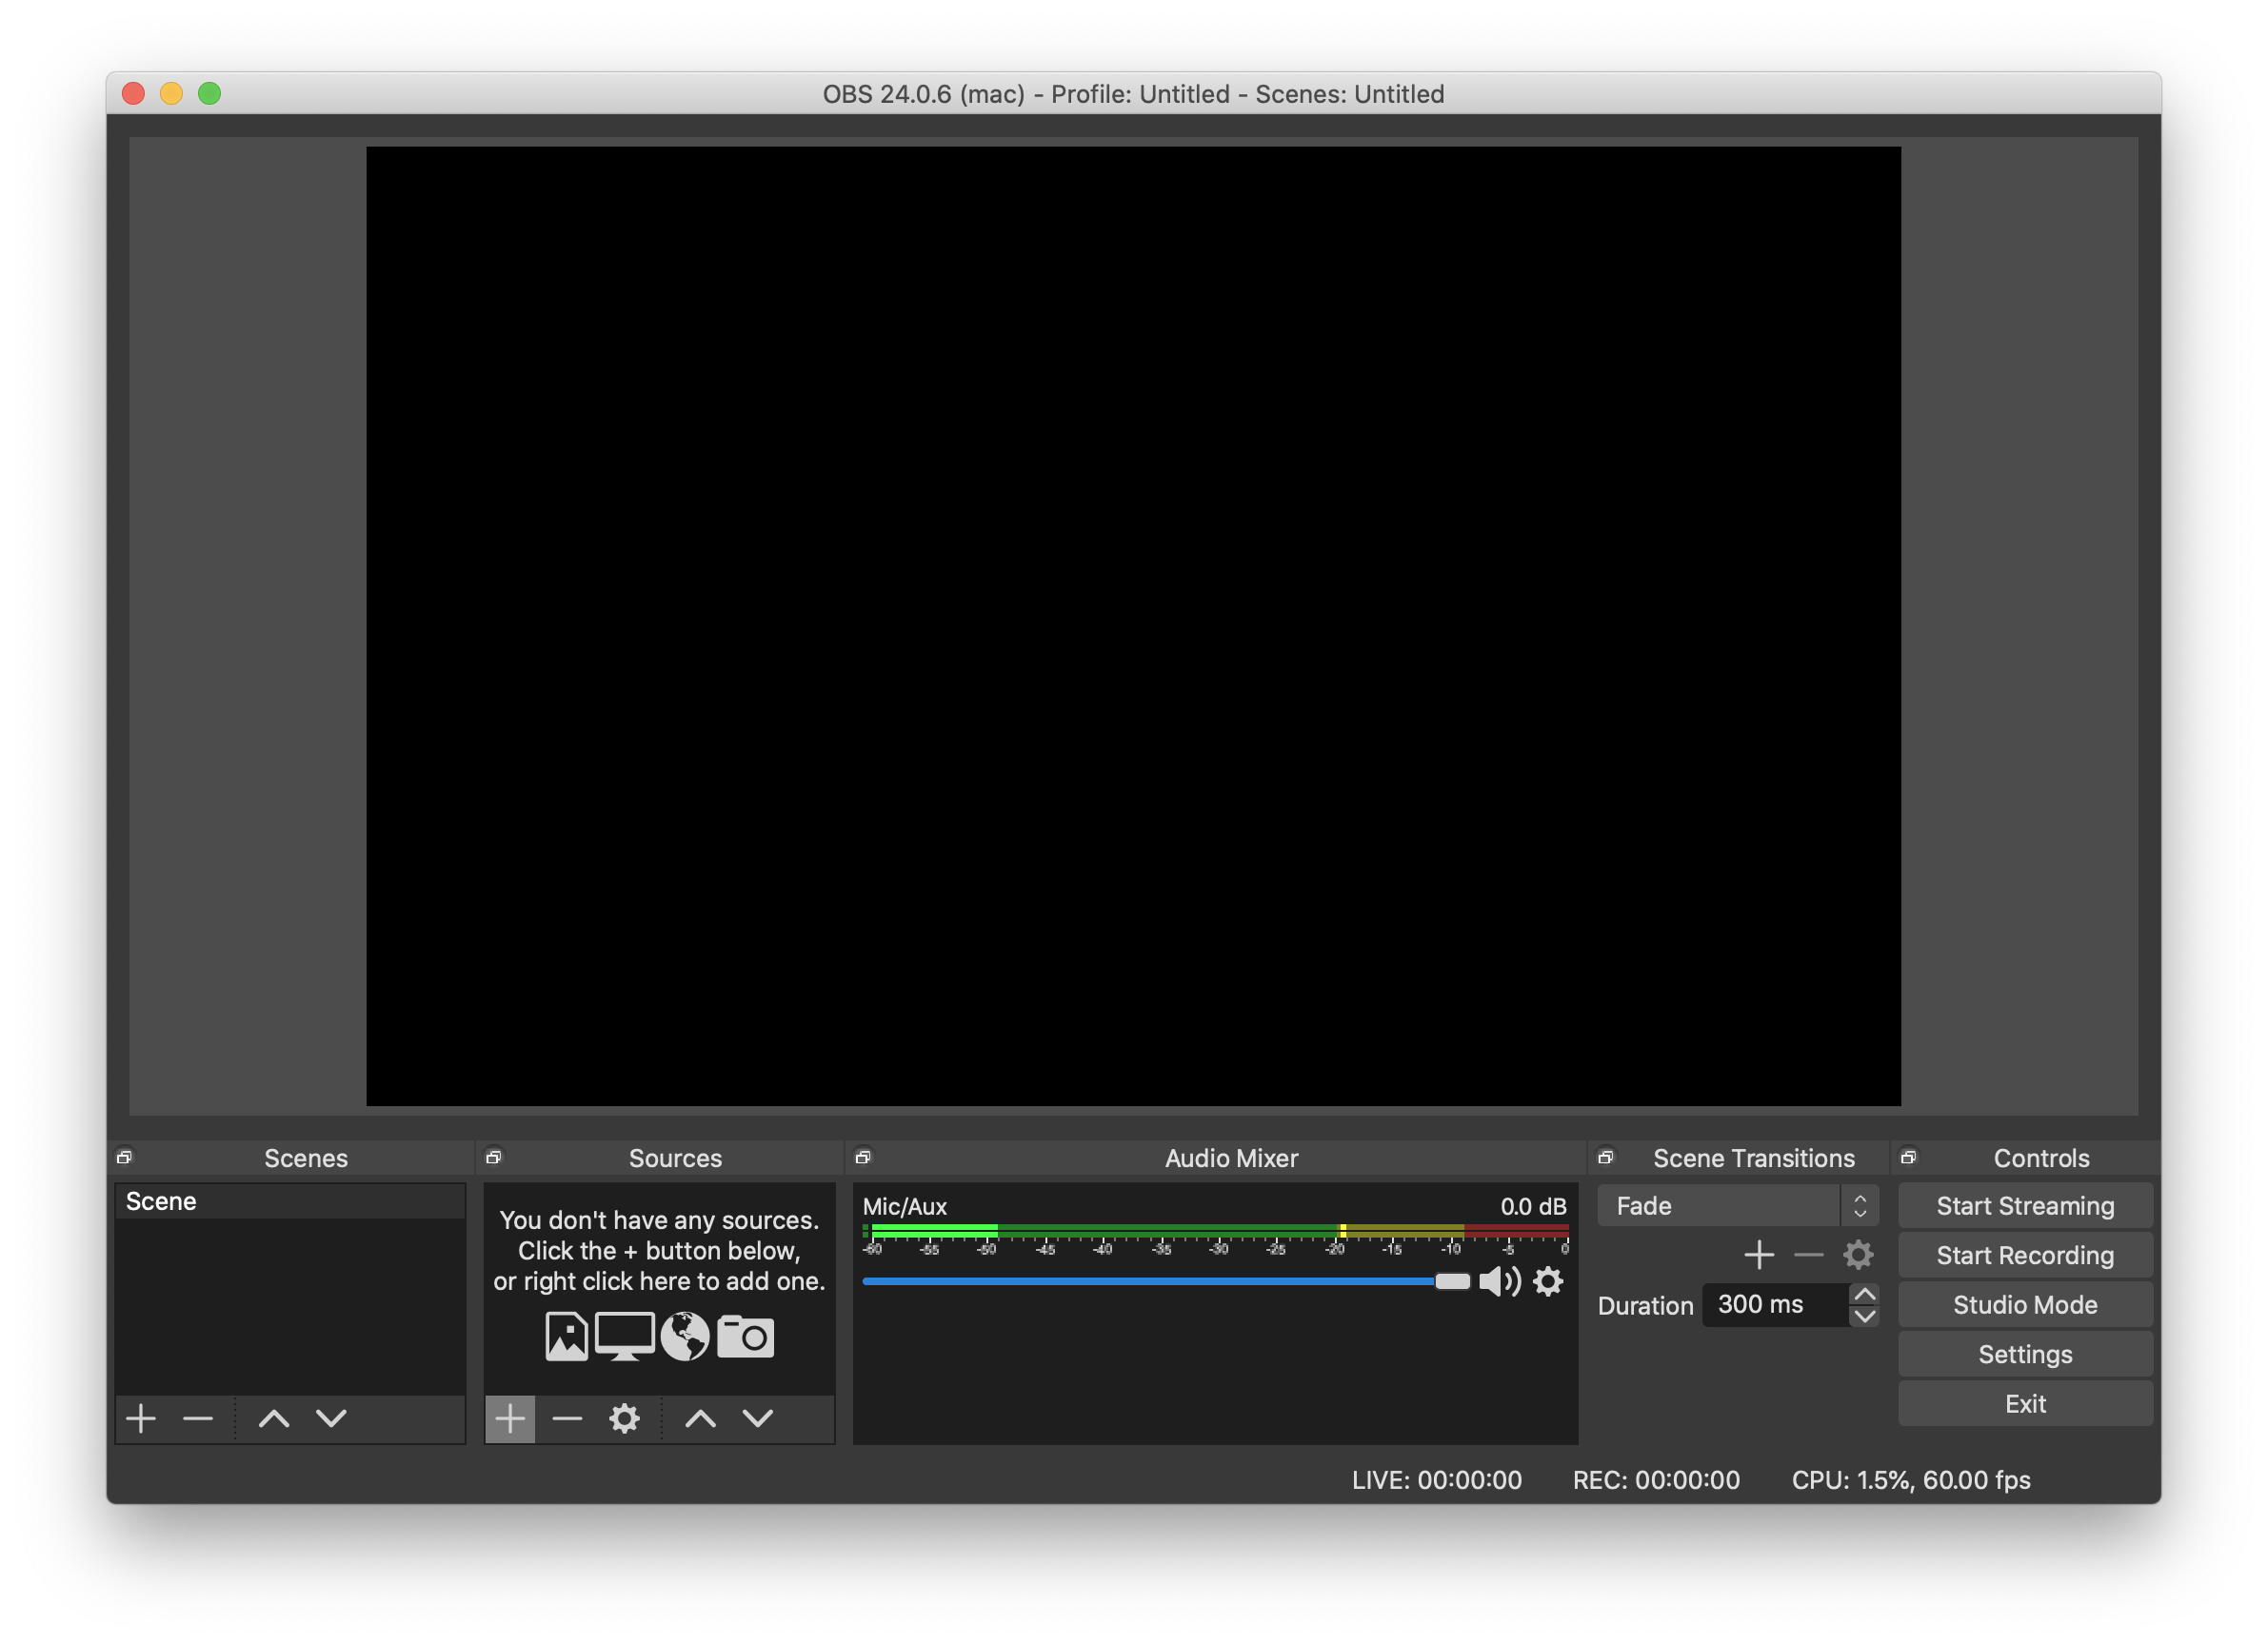 OBS 24.0.6 (mac) - Profile: Untitled - Scenes: Untitled
Scenes
Sources
Audio Mixer
Scene Transitions
Controls
Scene
You don't have any sources.
Click the + button below,
or right click here to add one.
Mic/Aux
0.0 dB
-60 -55 -50 -45 -40 -35 -30 -25 -20 -15 -10 -5 0
Fade
Duration 300 ms
Start Streaming
Start Recording
Studio Mode
Settings
Exit
LIVE: 00:00:00 REC: 00:00:00 CPU: 1.5%, 60.00 fps